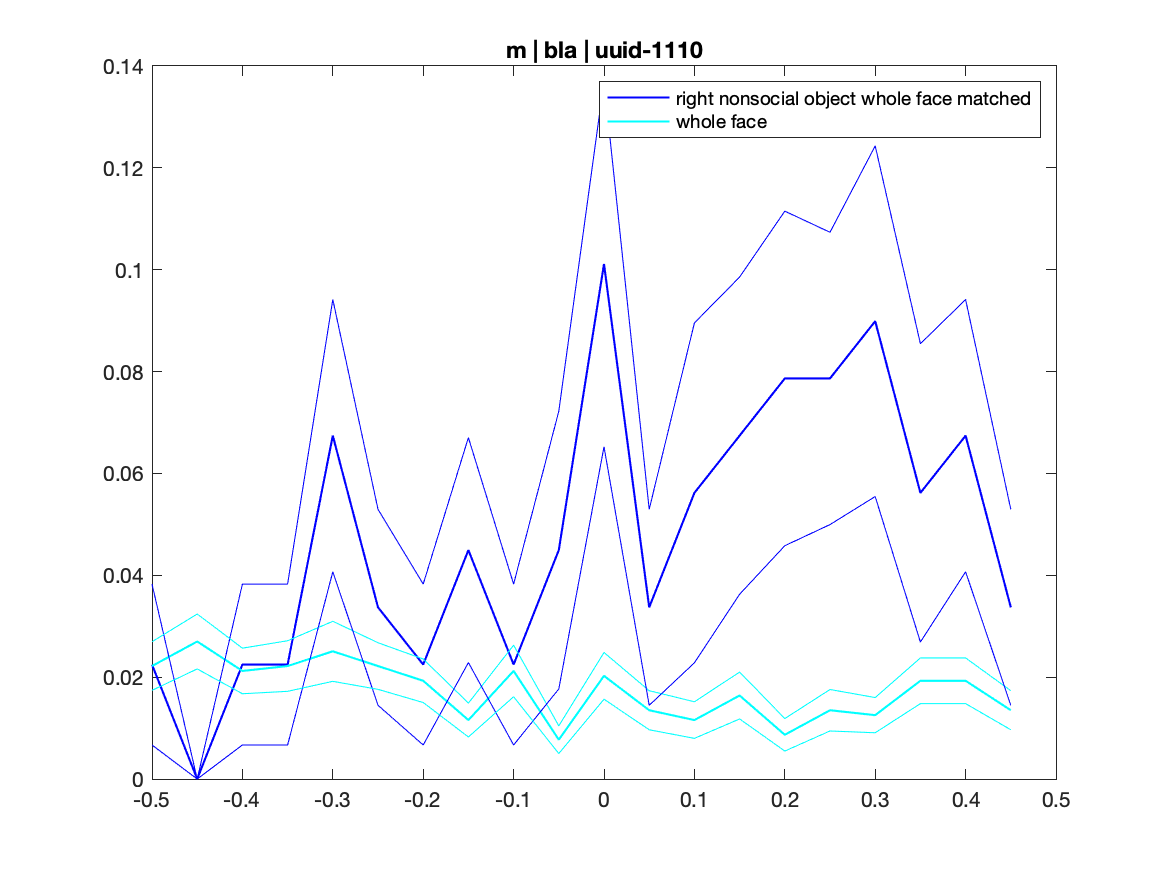 m | bla | uuid-1110
0.14
right nonsocial object whole face matched
whole face
0.12
0.1
0.08
0.06
0.04
0.02
0
-0.5 -0.4 -0.3 -0.2 -0.1 0 0.1 0.2 0.3 0.4 0.5